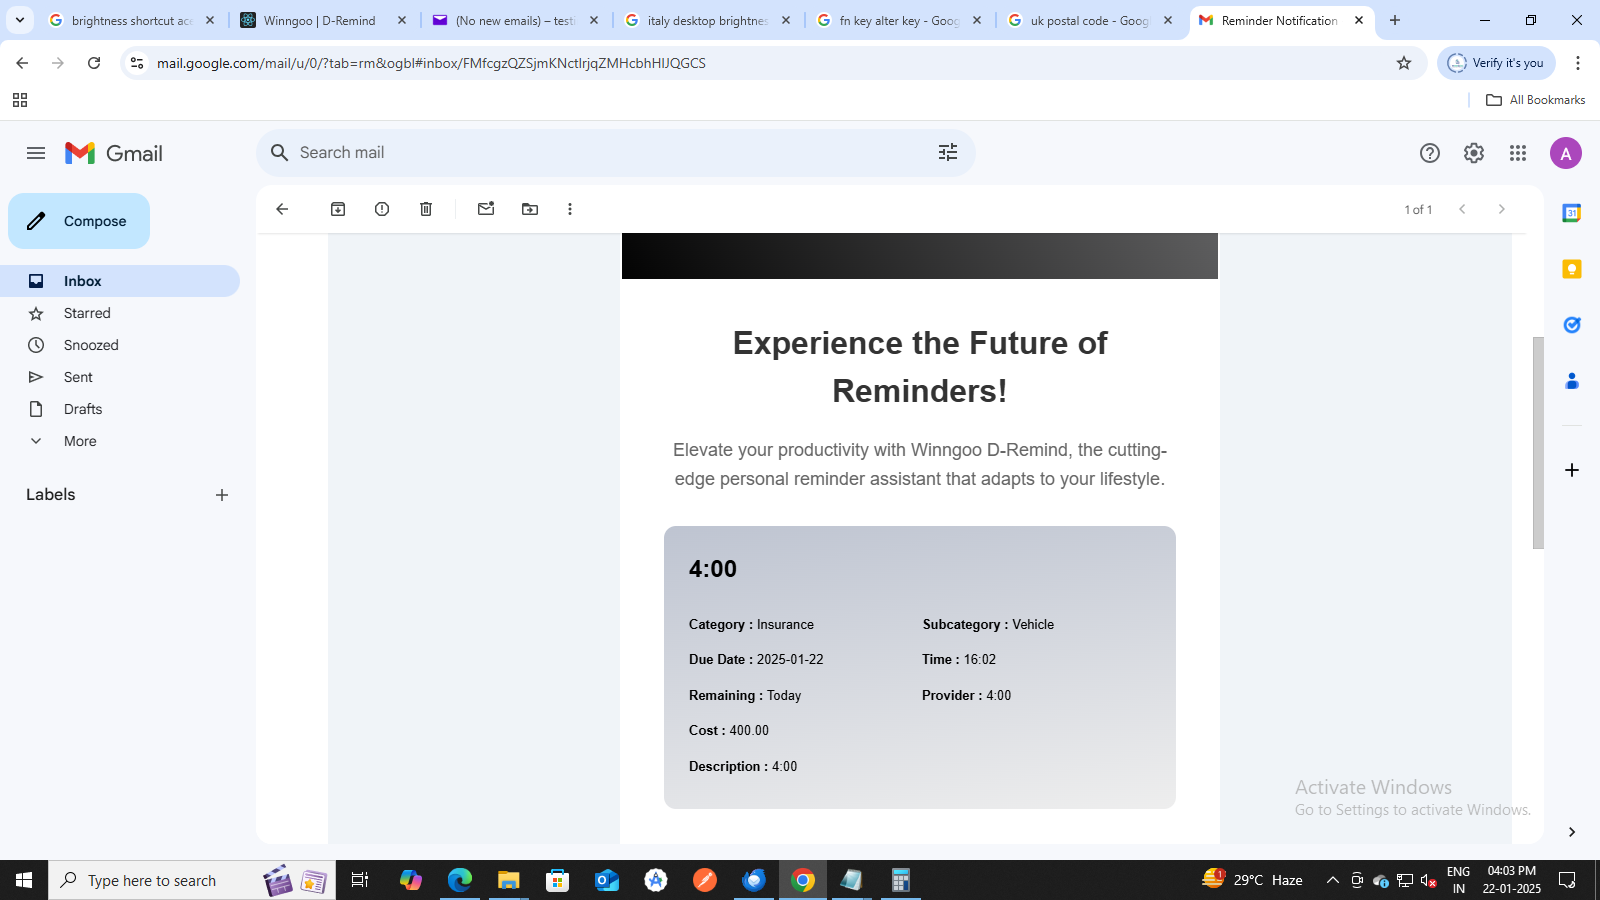 brightness shortcut ace
Winngoo | D-Remind
(No new emails) – testi
italy desktop brightness
fn key alter key - Goog
uk postal code - Googl
Reminder Notification
mail.google.com/mail/u/0/?tab=rm&ogbl#inbox/FMfcgzQZSjmKNctlrjqZMHcbhHlJQGCS
Verify it's you
All Bookmarks
Gmail
Search mail
A
Compose
1 of 1
31
Inbox
Starred
Snoozed
Sent
Drafts
More
Labels
Experience the Future of
Reminders!
Elevate your productivity with Winngoo D-Remind, the cutting-
edge personal reminder assistant that adapts to your lifestyle.
4:00
Category : Insurance
Subcategory : Vehicle
Due Date : 2025-01-22
Time : 16:02
Remaining : Today
Provider : 4:00
Cost : 400.00
Description : 4:00
Activate Windows
Go to Settings to activate Windows.
Type here to search
1
29°C Haze
ENG
IN
04:03 PM
22-01-2025